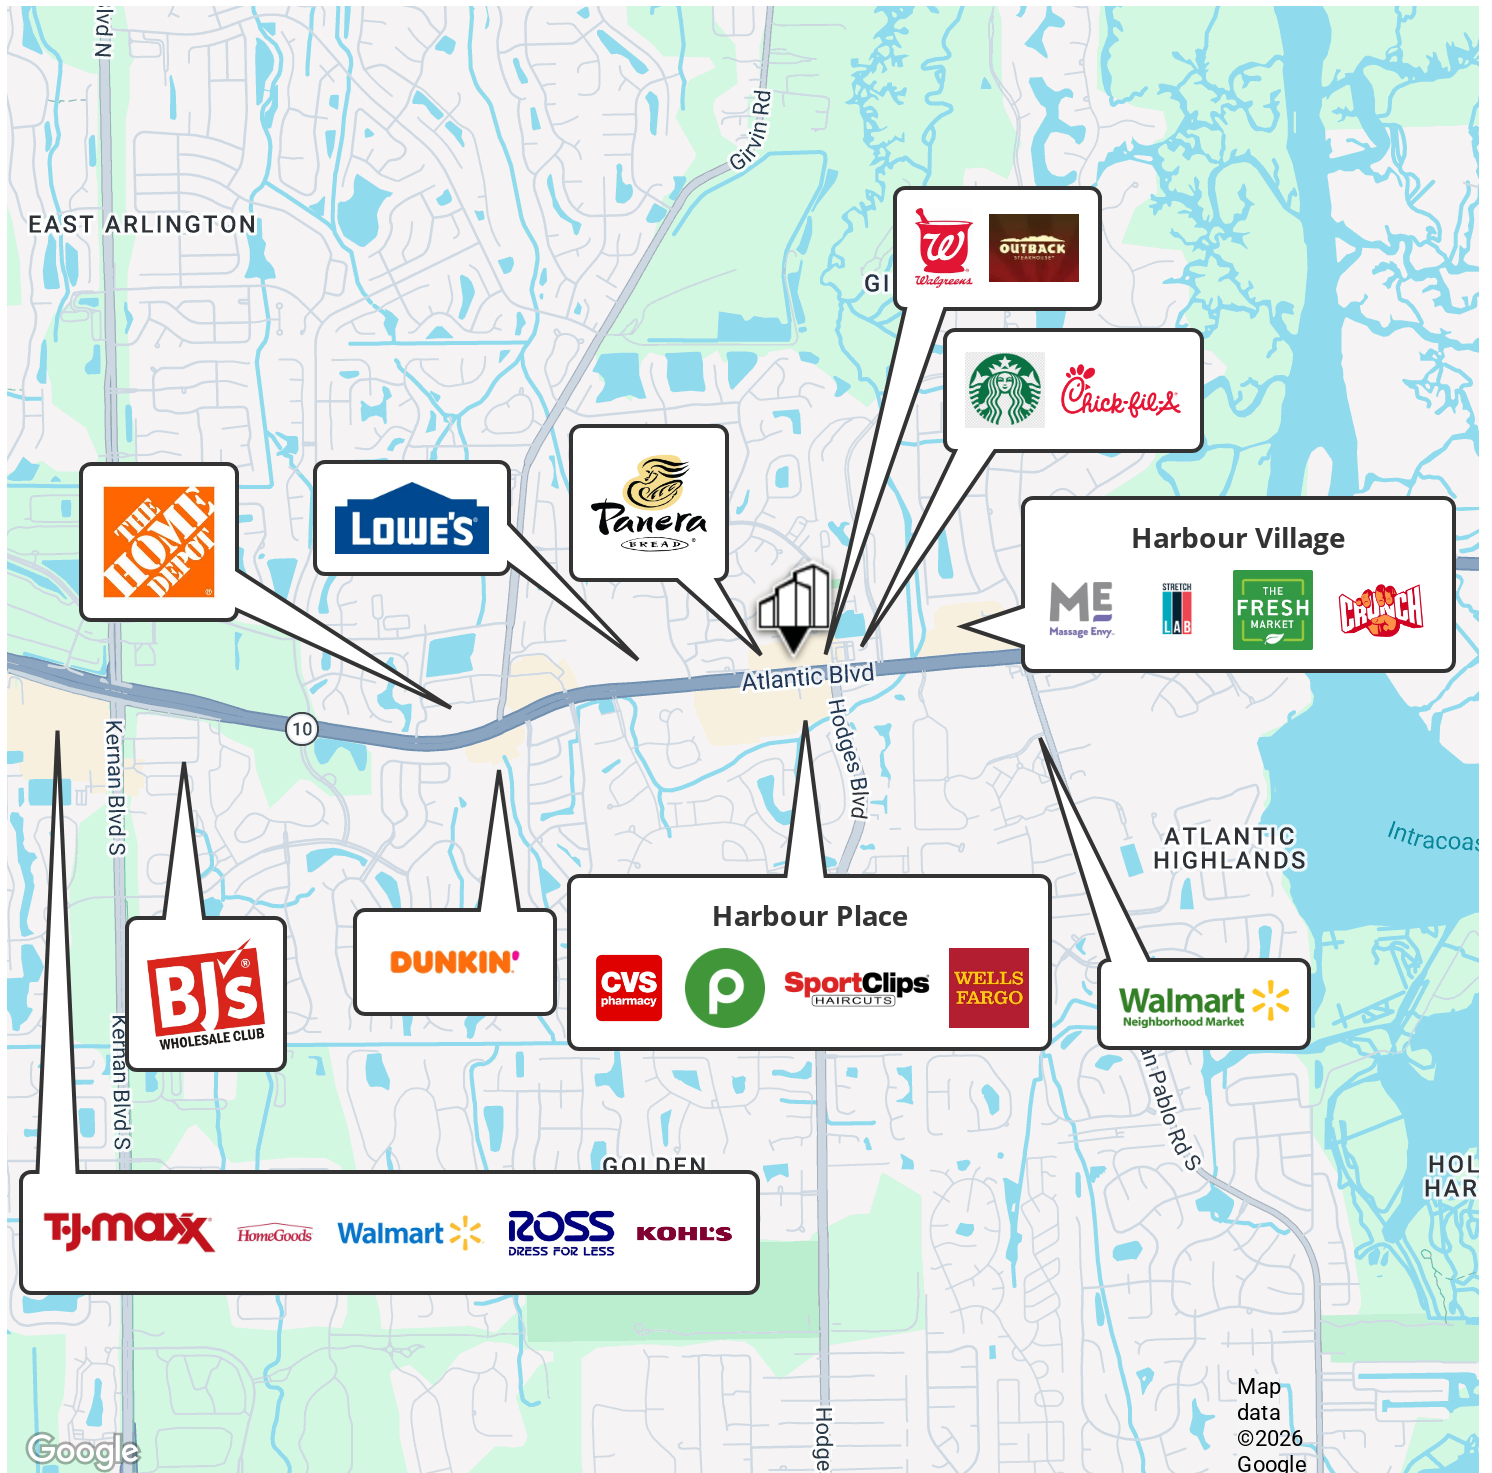 lvd N
Girvin Rd
EAST ARLINGTON
Walgreens
OUTBACK
STEAKHOUSE
GI
Chick-fil-A
THE
HOME
DEPOT
LOWE'S
Panera
BREAD
Harbour Village
ME
Massage Envy
STRETCH
LAB
THE
FRESH
MARKET
CRUNCH
Atlantic Blvd
10
Kernan Blvd S
Hodges Blvd
ATLANTIC
HIGHLANDS
Intracoas
BJ's
WHOLESALE CLUB
DUNKIN'
Harbour Place
CVS
pharmacy
P
SportClips
HAIRCUTS
WELLS
FARGO
Walmart
Neighborhood Market
Kernan Blvd S
an Pablo Rd S
GOLDEN
HOL
HAR
T·J·maxx
HomeGoods
Walmart
ROSS
DRESS FOR LESS
KOHL'S
Hodge
Map
data
©2026
Google
Google